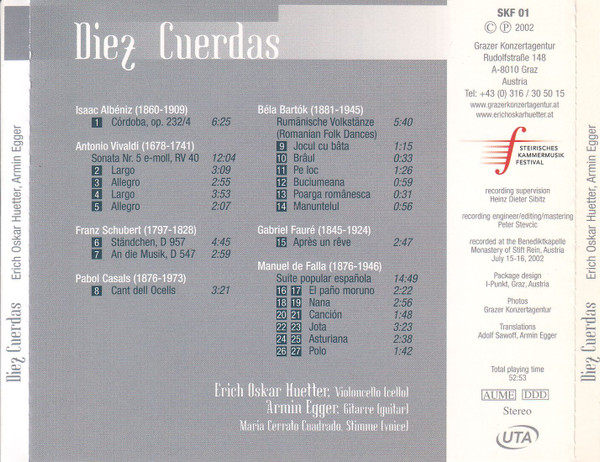 Diez Cuerdas
Erich Oskar Huetter, Armin Egger
Diez Cuerdas
Isaac Albéniz (1860-1909)
1 Córdoba, op. 232/4 6:25
Antonio Vivaldi (1678-1741)
Sonata Nr. 5 e-moll, RV 40 12:04
2 Largo 3:09
3 Allegro 2:55
4 Largo 3:53
5 Allegro 2:07
Franz Schubert (1797-1828)
6 Ständchen, D 957 4:45
7 An die Musik, D 547 2:59
Pabol Casals (1876-1973)
8 Cant dell Ocells 3:21
Béla Bartók (1881-1945)
Rumänische Volkstänze 5:40
(Romanian Folk Dances)
9 Jocul cu bâta 1:15
10 Brâul 0:33
11 Pe loc 1:26
12 Buciumeana 0:59
13 Poarga românesca 0:31
14 Manuntelul 0:56
Gabriel Fauré (1845-1924)
15 Après un rêve 2:47
Manuel de Falla (1876-1946)
Suite popular española 14:49
16 17 El paño moruno 2:22
18 19 Nana 2:56
20 21 Canción 1:48
22 23 Jota 3:23
24 25 Asturiana 2:38
26 27 Polo 1:42
Erich Oskar Huetter, Violoncello (cello)
Armin Egger, Gitarre (guitar)
Maria Cerrato Cuadrado, Stimme (voice)
SKF 01
© ℗ 2002
Grazer Konzertagentur
Rudolfstraße 148
A-8010 Graz
Austria
Tel: +43 (0) 316 / 30 50 15
www.grazerkonzertagentur.at
www.erichoskarhuetter.at
STEIRISCHES
KAMMERMUSIK
FESTIVAL
recording supervision
Heinz Dieter Sibitz
recording engineer/editing/mastering
Peter Stevcic
recorded at the Benediktkapelle
Monastery of Stift Rein, Austria
July 15-16, 2002
Package design
I-Punkt, Graz, Austria
Photos
Grazer Konzertagentur
Translations
Adolf Sawoff, Armin Egger
Total playing time
52:53
AUME DDD
Stereo
UTA
Diez Cuerdas
Erich Oskar Huetter, Armin Egger